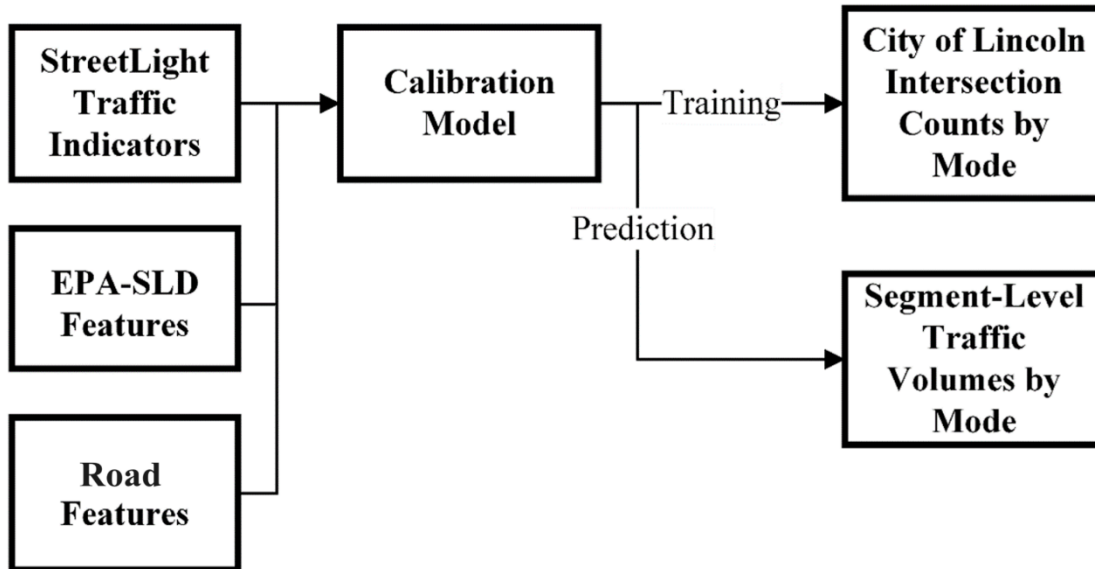 StreetLight
Traffic
Indicators
EPA-SLD
Features
Road
Features
Calibration
Model
Training
Prediction
City of Lincoln
Intersection
Counts by
Mode
Segment-Level
Traffic
Volumes by
Mode